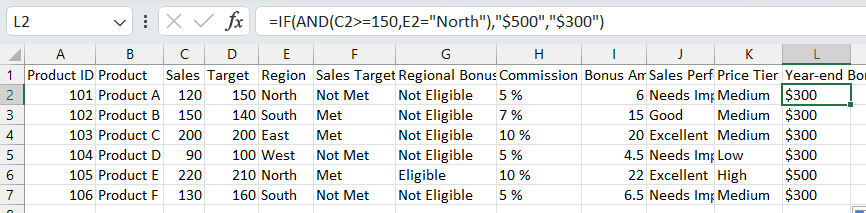 L2 fx =IF(AND(C2>=150,E2="North"),"$500","$300")
A B C D E F G H I J K L
1 Product ID Product Sales Target Region Sales Target Regional Bonus Commission Bonus Am Sales Perf Price Tier Year-end Bo
2 101 Product A 120 150 North Not Met Not Eligible 5 % 6 Needs Imp Medium $300
3 102 Product B 150 140 South Met Not Eligible 7 % 15 Good Medium $300
4 103 Product C 200 200 East Met Not Eligible 10 % 20 Excellent Medium $300
5 104 Product D 90 100 West Not Met Not Eligible 5 % 4.5 Needs Imp Low $300
6 105 Product E 220 210 North Met Eligible 10 % 22 Excellent High $500
7 106 Product F 130 160 South Not Met Not Eligible 5 % 6.5 Needs Imp Medium $300